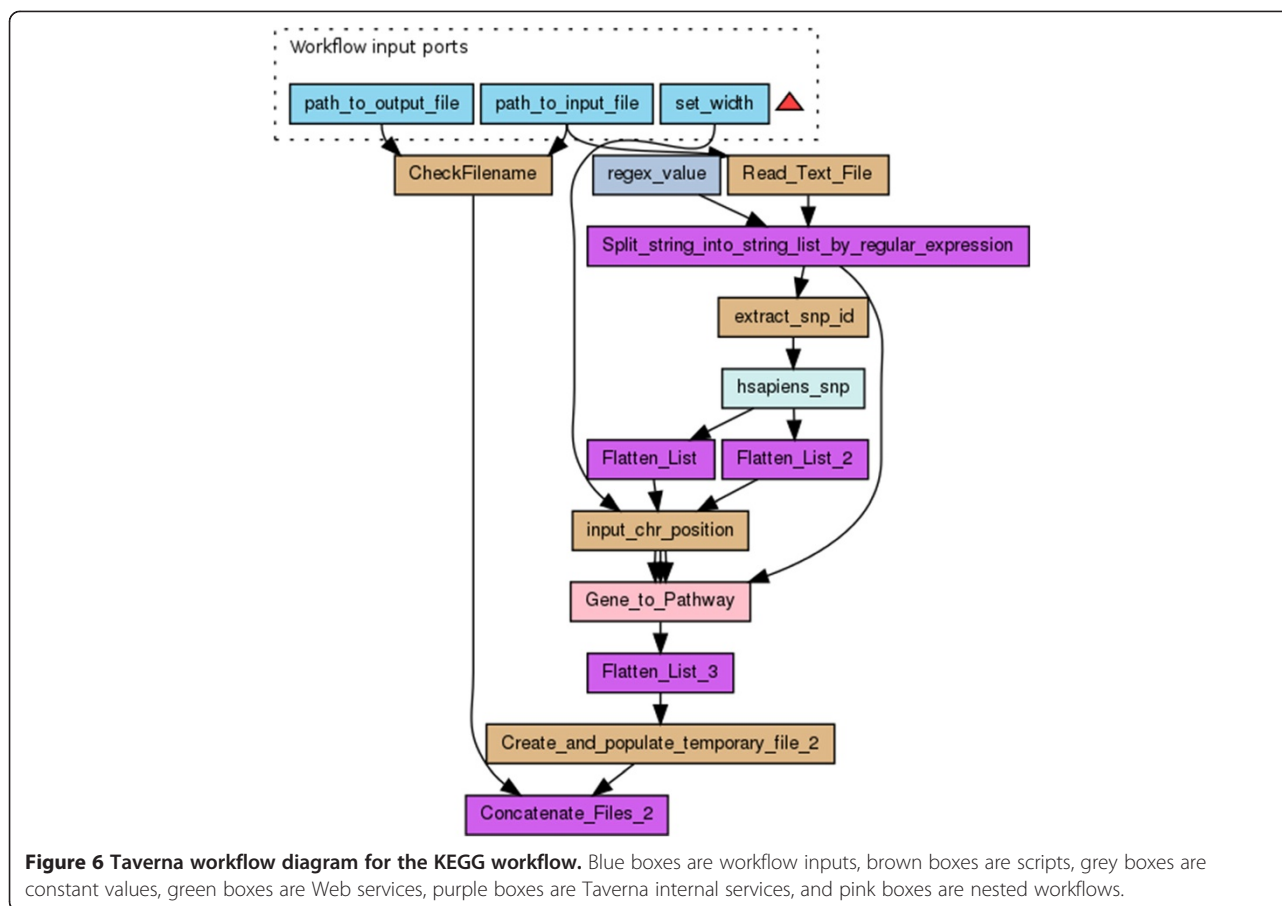 Workflow input ports
path_to_output_file path_to_input_file set_width
CheckFilename regex_value Read_Text_File
Split_string_into_string_list_by_regular_expression
extract_snp_id
hsapiens_snp
Flatten_List Flatten_List_2
input_chr_position
Gene_to_Pathway
Flatten_List_3
Create_and_populate_temporary_file_2
Concatenate_Files_2
Figure 6 Taverna workflow diagram for the KEGG workflow. Blue boxes are workflow inputs, brown boxes are scripts, grey boxes are
constant values, green boxes are Web services, purple boxes are Taverna internal services, and pink boxes are nested workflows.